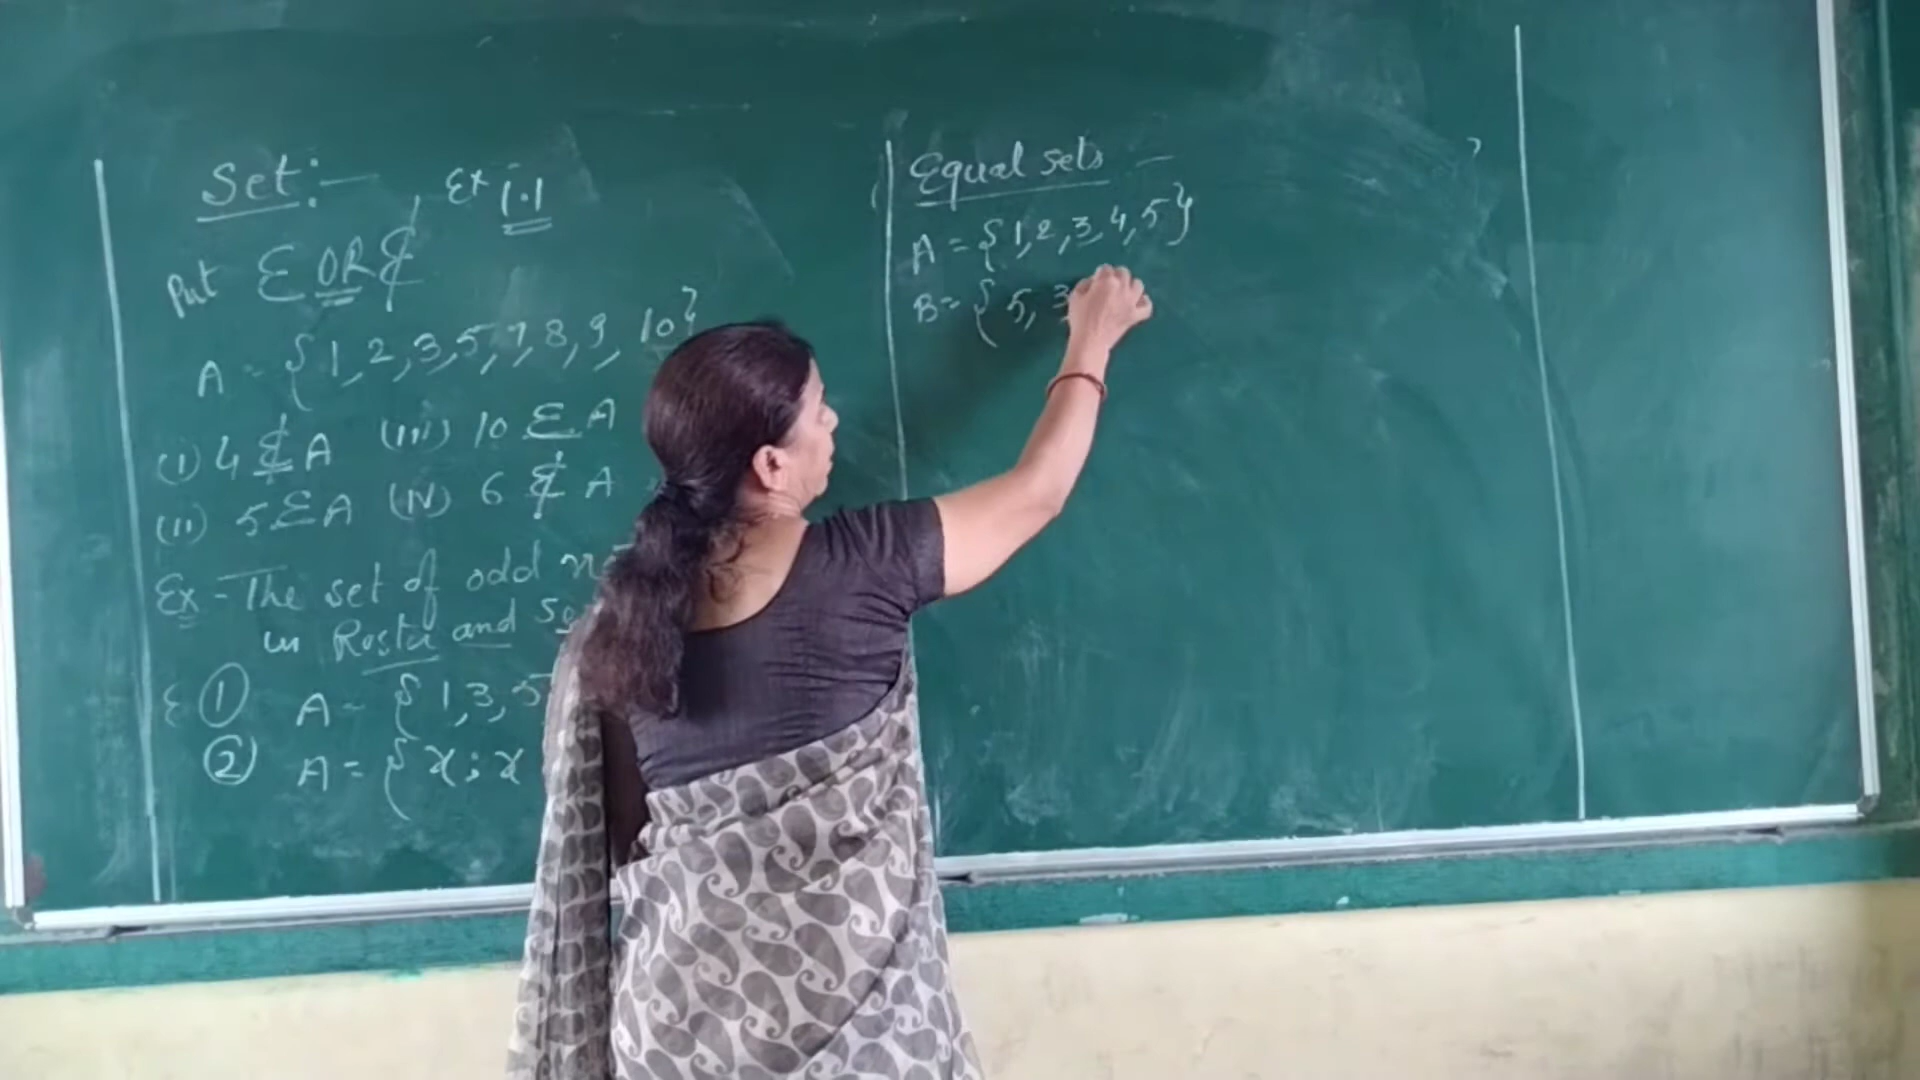 Set:-
Ex 1.1
Put ∈ OR ∉
A = {1, 2, 3, 5, 7, 8, 9, 10}
(I) 4 ∉ A (III) 10 ∈ A
(II) 5 ∈ A (IV) 6 ∉ A
Ex - The set of odd
in Roster and
① A = {1, 3, 5
② A = {x : x
Equal sets -
A = {1, 2, 3, 4, 5}
B = {5, 3